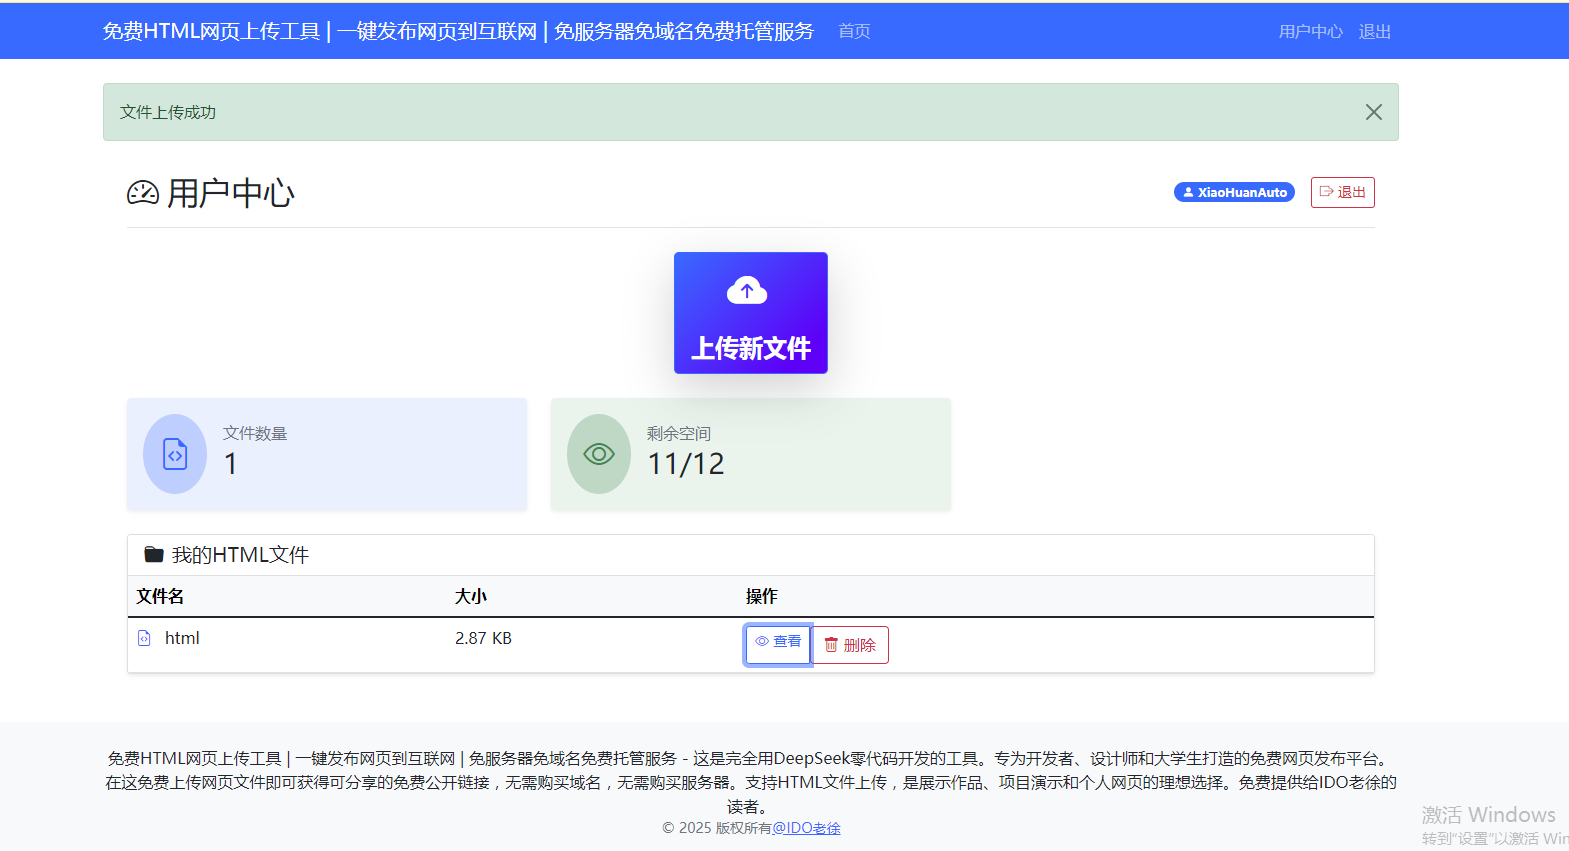 免费HTML网页上传工具 | 一键发布网页到互联网 | 免服务器免域名免费托管服务 首页 用户中心 退出
文件上传成功
用户中心 XiaoHuanAuto 退出
上传新文件
文件数量 剩余空间
1 11/12
我的HTML文件
文件名 大小 操作
html 2.87 KB 查看 删除
免费HTML网页上传工具 | 一键发布网页到互联网 | 免服务器免域名免费托管服务 - 这是完全用DeepSeek零代码开发的工具。专为开发者、设计师和大学生打造的免费网页发布平台。
在这免费上传网页文件即可获得可分享的免费公开链接，无需购买域名，无需购买服务器。支持HTML文件上传，是展示作品、项目演示和个人网页的理想选择。免费提供给IDO老徐的
读者。
© 2025 版权所有@IDO老徐
激活 Windows
转到"设置"以激活 Win